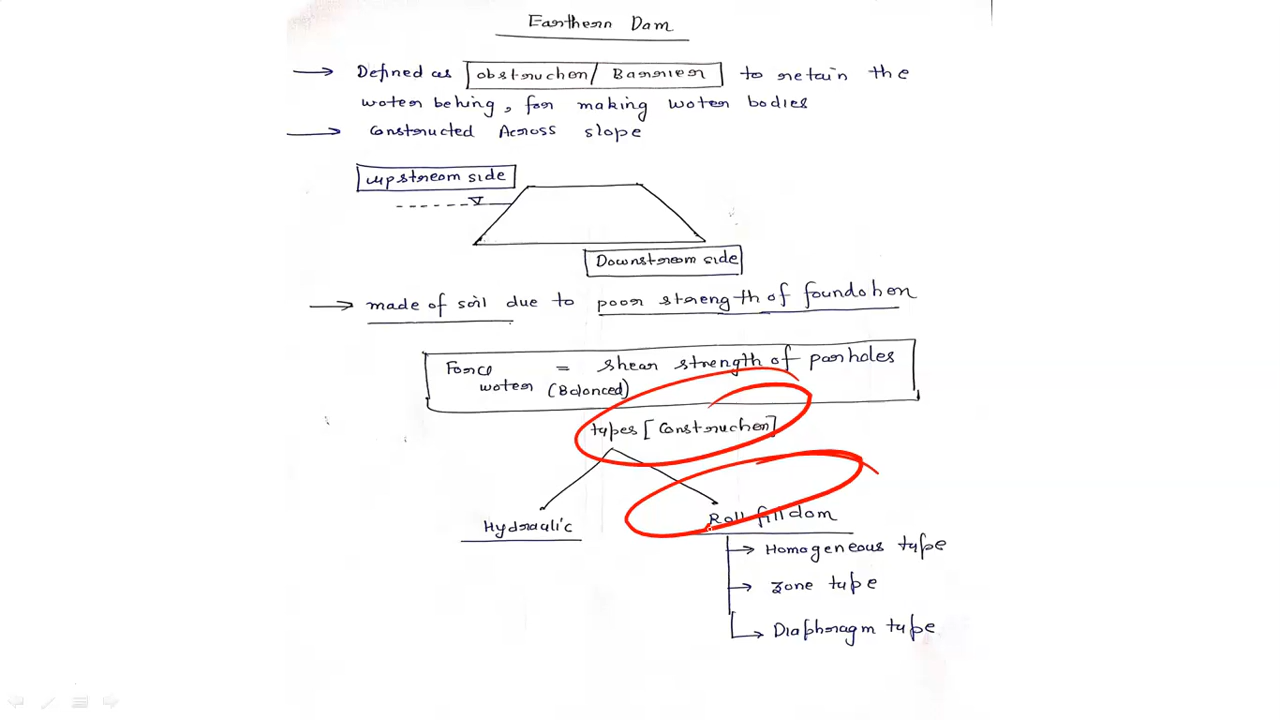 Earthern Dam
Defined as obstruction / Barrier to retain the
water behing, for making water bodies
Constructed Across slope
upstream side
Downstream side
made of soil due to poor strength of foundation
Force = shear strength of parholes
water (Balanced)
types [Construction]
Hydraulic
Roll fill dam
Homogeneous type
Zone type
Diaphragm type